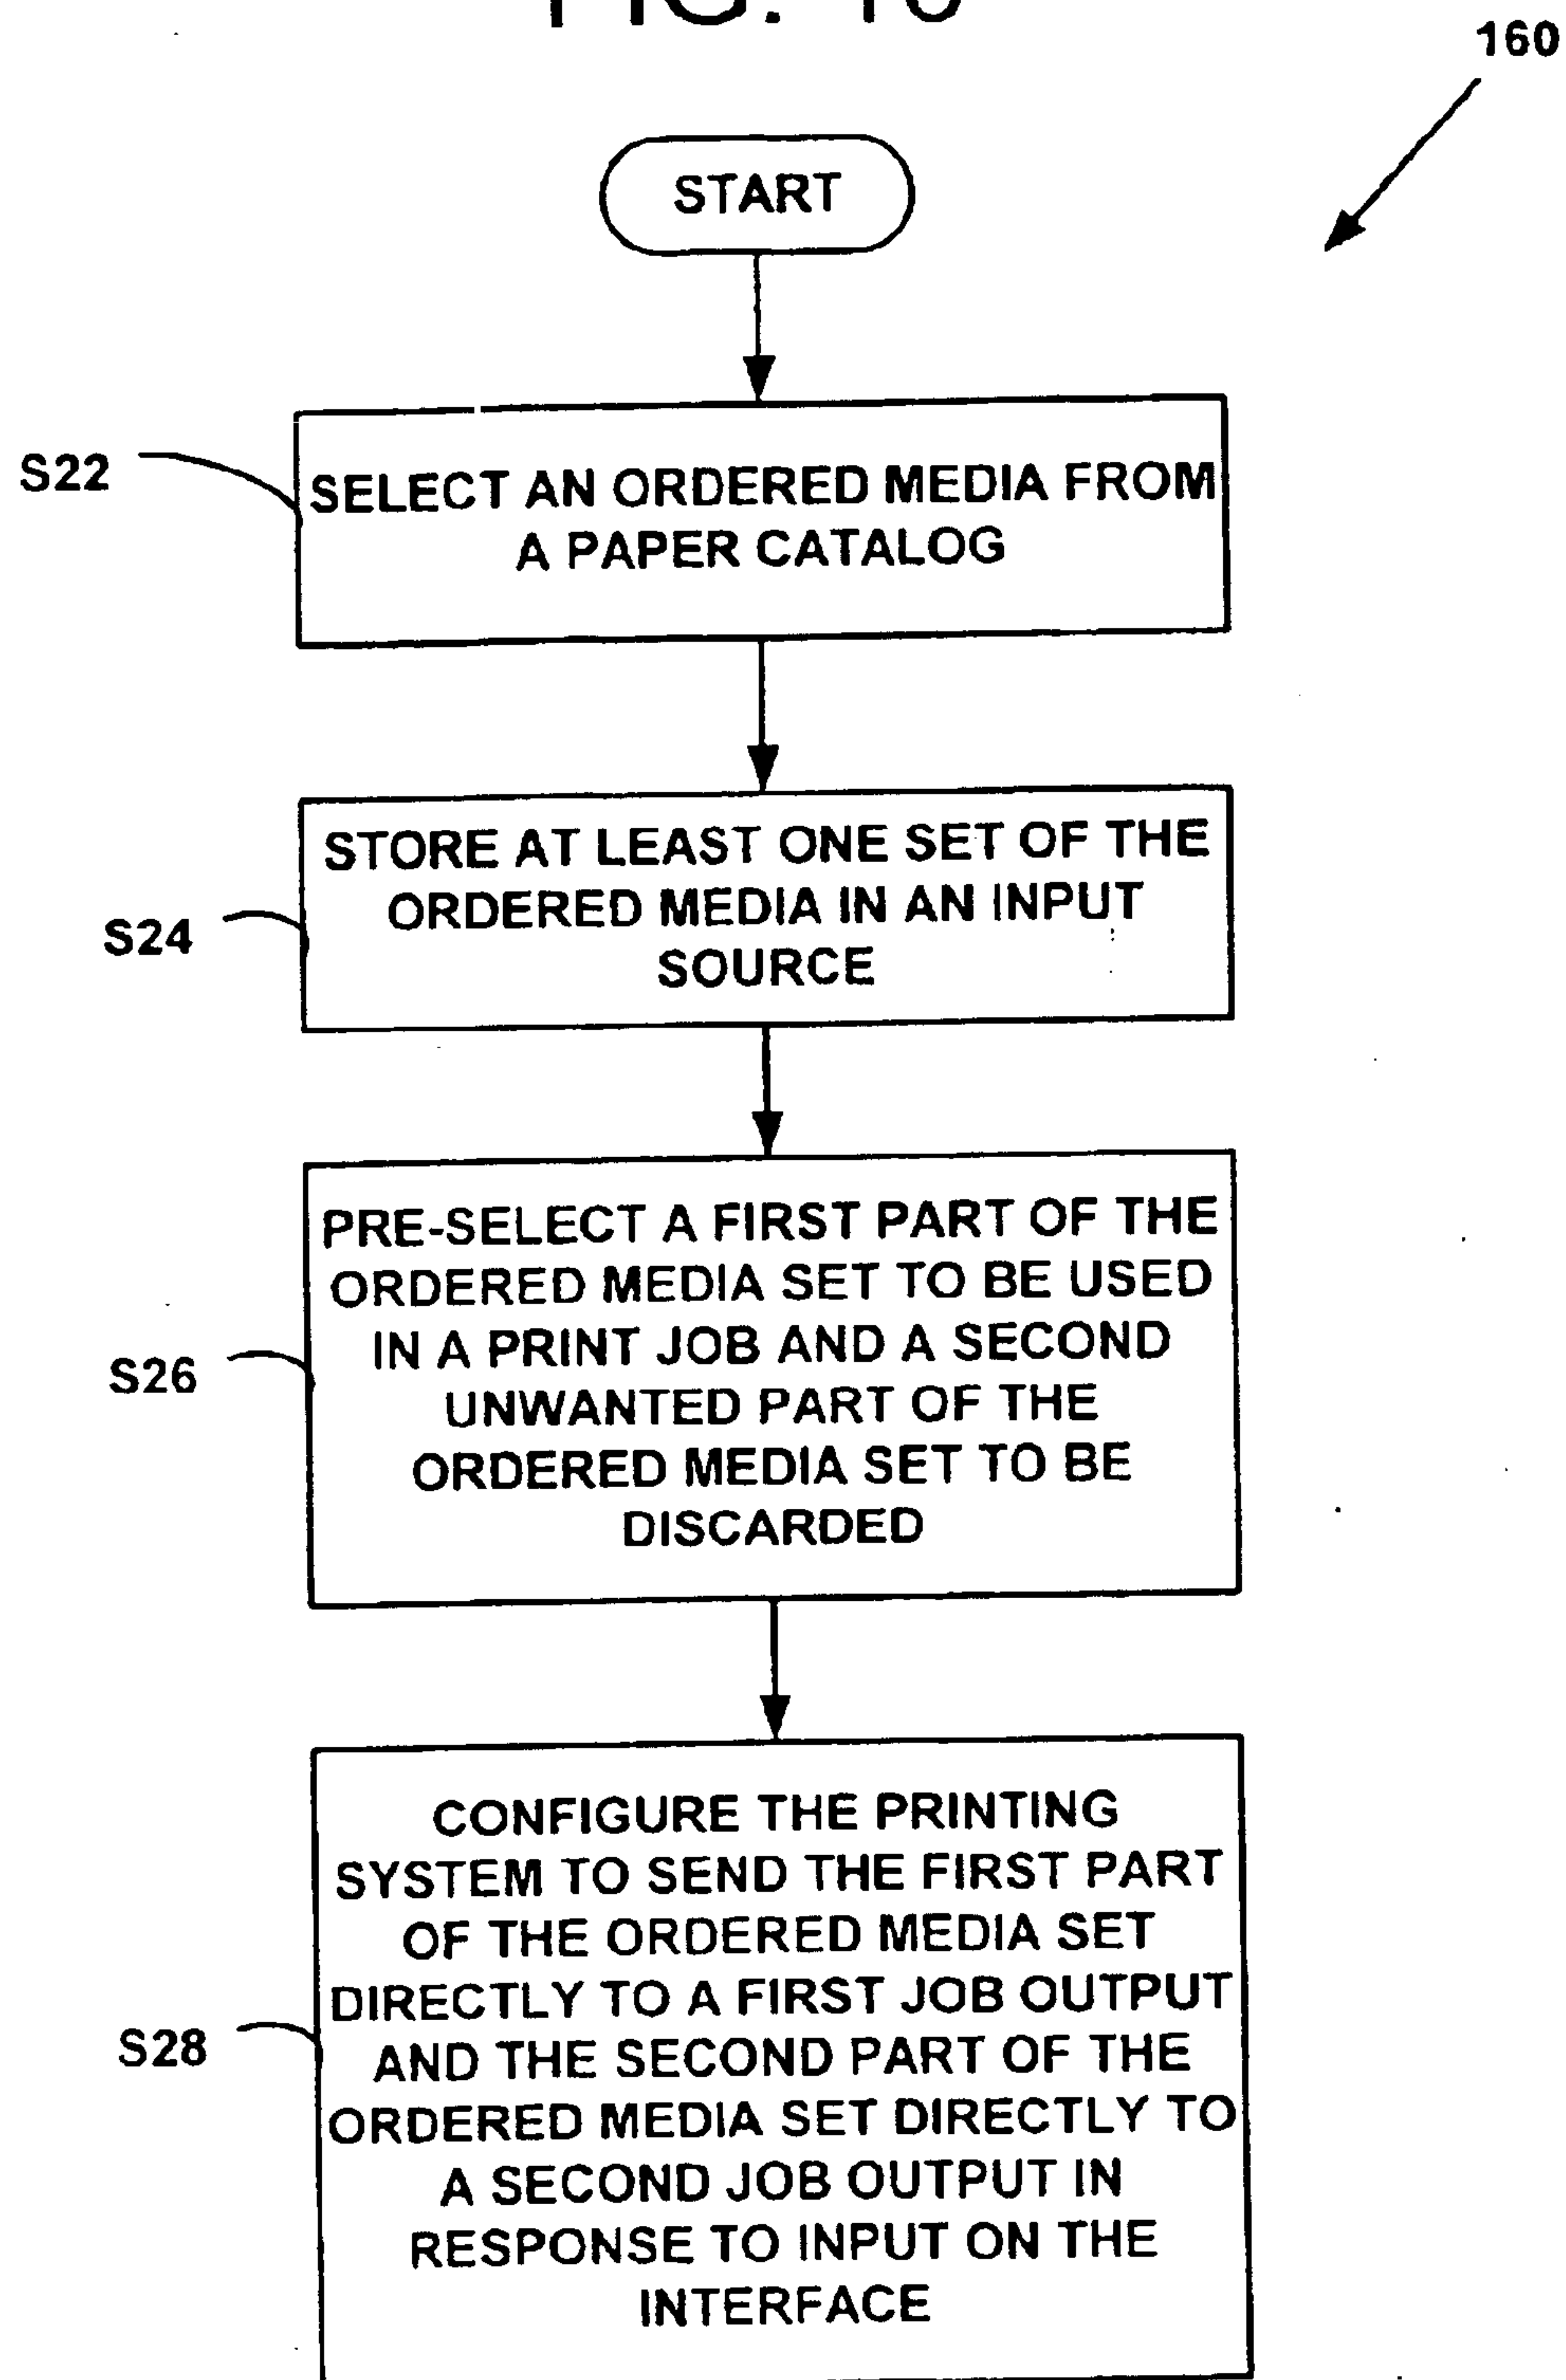 160
START
S22
SELECT AN ORDERED MEDIA FROM
A PAPER CATALOG
STORE AT LEAST ONE SET OF THE
ORDERED MEDIA IN AN INPUT
SOURCE
S24
PRE-SELECT A FIRST PART OF THE
ORDERED MEDIA SET TO BE USED
IN A PRINT JOB AND A SECOND
UNWANTED PART OF THE
ORDERED MEDIA SET TO BE
DISCARDED
S26
CONFIGURE THE PRINTING
SYSTEM TO SEND THE FIRST PART
OF THE ORDERED MEDIA SET
DIRECTLY TO A FIRST JOB OUTPUT
AND THE SECOND PART OF THE
ORDERED MEDIA SET DIRECTLY TO
A SECOND JOB OUTPUT IN
RESPONSE TO INPUT ON THE
INTERFACE
S28